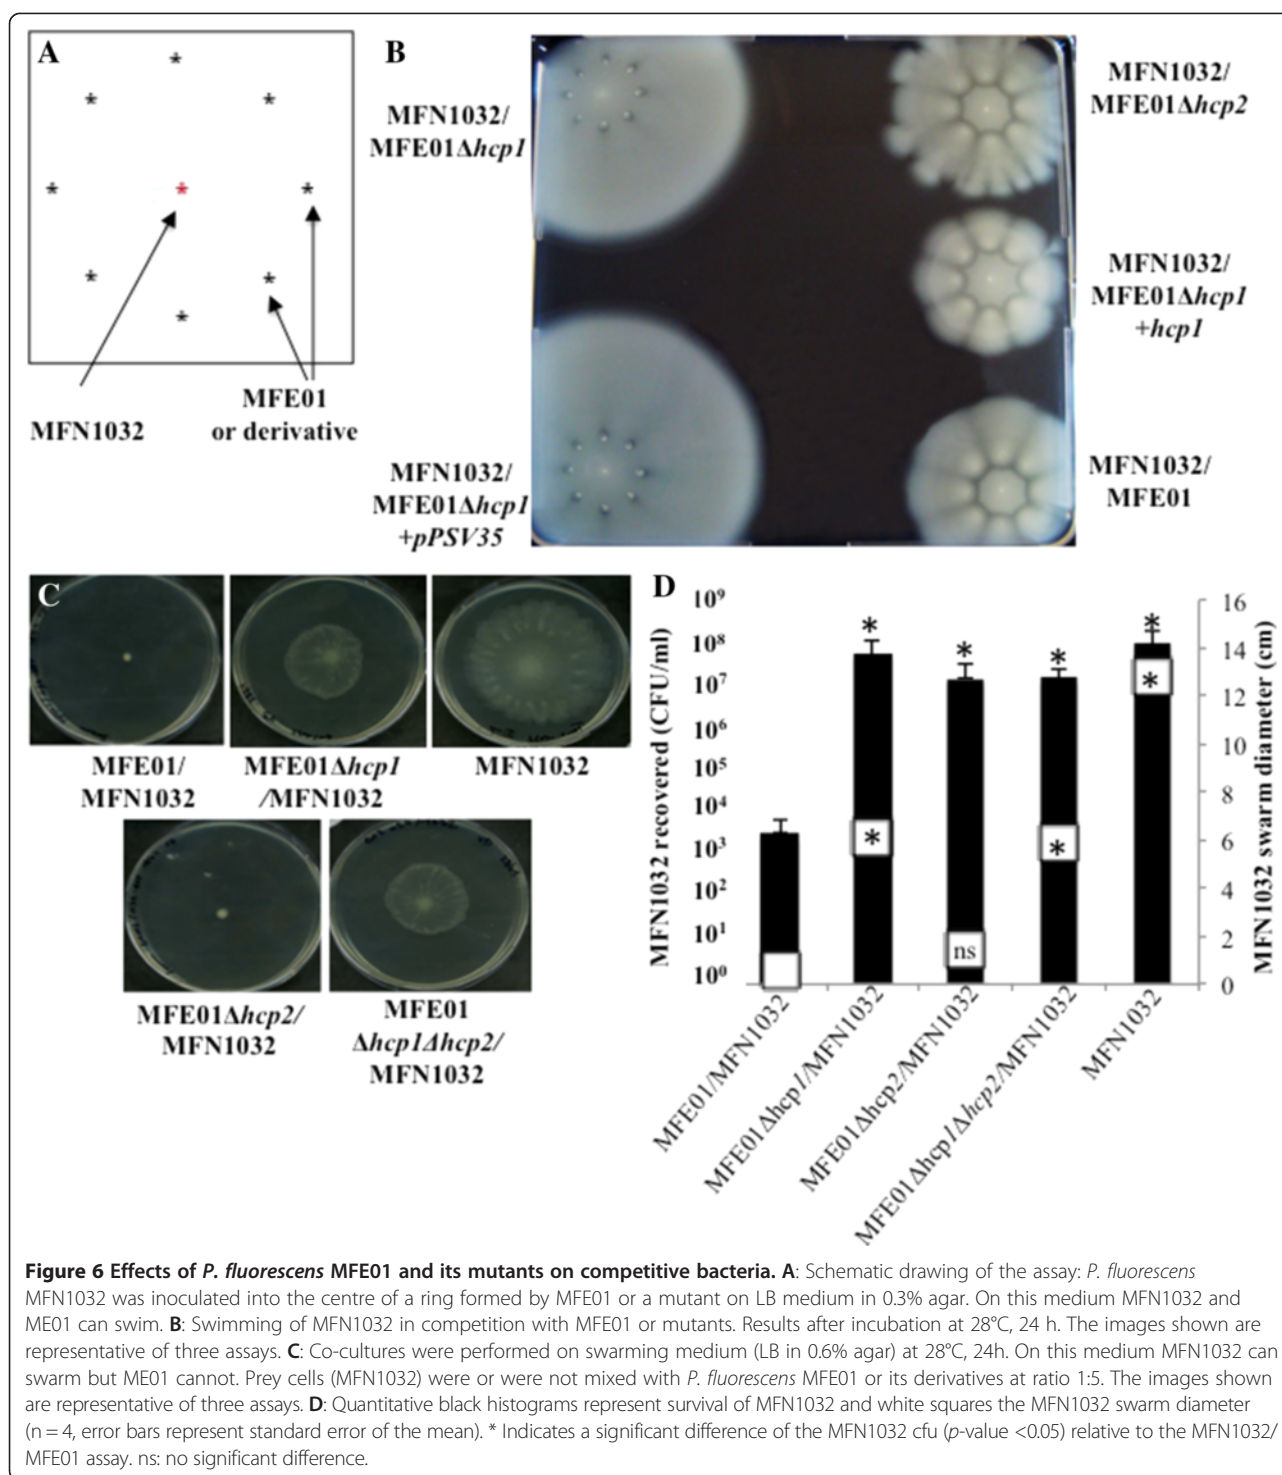 A
*
* *
* * *
* *
*
MFN1032
MFE01
or derivative
B
MFN1032/
MFE01Δhcp1
MFN1032/
MFE01Δhcp1
+pPSV35
MFN1032/
MFE01Δhcp2
MFN1032/
MFE01Δhcp1
+hcp1
MFN1032/
MFE01
C
MFE01/
MFN1032
MFE01Δhcp1
/MFN1032
MFN1032
MFE01Δhcp2/
MFN1032
MFE01
Δhcp1Δhcp2/
MFN1032
D
MFN1032 recovered (CFU/ml)
10⁹
10⁸
10⁷
10⁶
10⁵
10⁴
10³
10²
10¹
10⁰
* * * *
* ns * *
16
14
12
10
8
6
4
2
0
MFN1032 swarm diameter (cm)
MFE01/MFN1032
MFE01Δhcp1/MFN1032
MFE01Δhcp2/MFN1032
MFE01Δhcp1Δhcp2/MFN1032
MFN1032
Figure 6 Effects of P. fluorescens MFE01 and its mutants on competitive bacteria. A: Schematic drawing of the assay: P. fluorescens
MFN1032 was inoculated into the centre of a ring formed by MFE01 or a mutant on LB medium in 0.3% agar. On this medium MFN1032 and
ME01 can swim. B: Swimming of MFN1032 in competition with MFE01 or mutants. Results after incubation at 28°C, 24 h. The images shown are
representative of three assays. C: Co-cultures were performed on swarming medium (LB in 0.6% agar) at 28°C, 24h. On this medium MFN1032 can
swarm but ME01 cannot. Prey cells (MFN1032) were or were not mixed with P. fluorescens MFE01 or its derivatives at ratio 1:5. The images shown
are representative of three assays. D: Quantitative black histograms represent survival of MFN1032 and white squares the MFN1032 swarm diameter
(n = 4, error bars represent standard error of the mean). * Indicates a significant difference of the MFN1032 cfu (p-value <0.05) relative to the MFN1032/
MFE01 assay. ns: no significant difference.